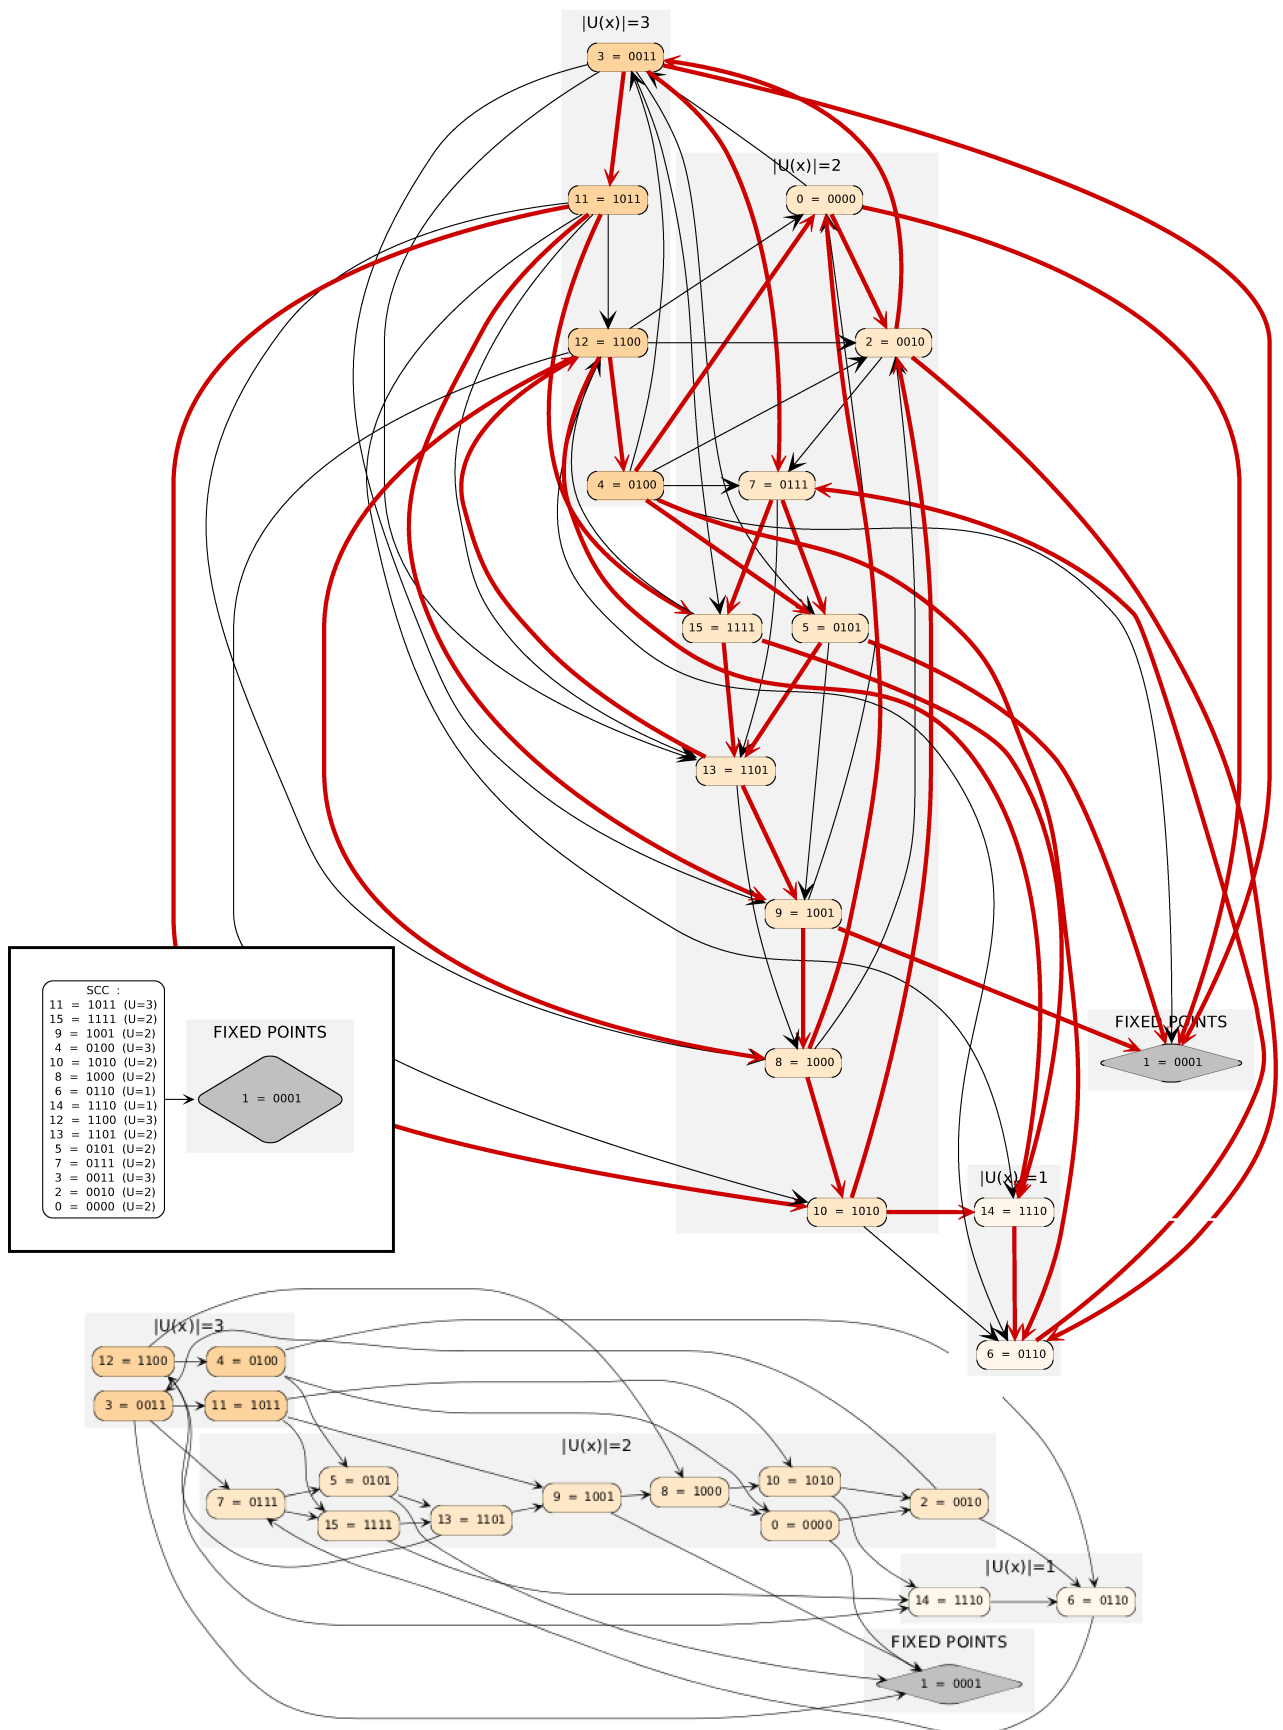 |U(x)|=3
3 = 0011
|U(x)|=2
11 = 1011
0 = 0000
12 = 1100
2 = 0010
4 = 0100
7 = 0111
15 = 1111
5 = 0101
13 = 1101
9 = 1001
FIXED POINTS
8 = 1000
1 = 0001
|U(x)|=1
10 = 1010
14 = 1110
6 = 0110
SCC :
11 = 1011 (U=3)
15 = 1111 (U=2)
9 = 1001 (U=2)
4 = 0100 (U=3)
10 = 1010 (U=2)
8 = 1000 (U=2)
6 = 0110 (U=1)
14 = 1110 (U=1)
12 = 1100 (U=3)
13 = 1101 (U=2)
5 = 0101 (U=2)
7 = 0111 (U=2)
3 = 0011 (U=3)
2 = 0010 (U=2)
0 = 0000 (U=2)
FIXED POINTS
1 = 0001
|U(x)|=3
12 = 1100
4 = 0100
3 = 0011
11 = 1011
|U(x)|=2
5 = 0101
10 = 1010
7 = 0111
9 = 1001
8 = 1000
2 = 0010
15 = 1111
13 = 1101
0 = 0000
|U(x)|=1
14 = 1110
6 = 0110
FIXED POINTS
1 = 0001